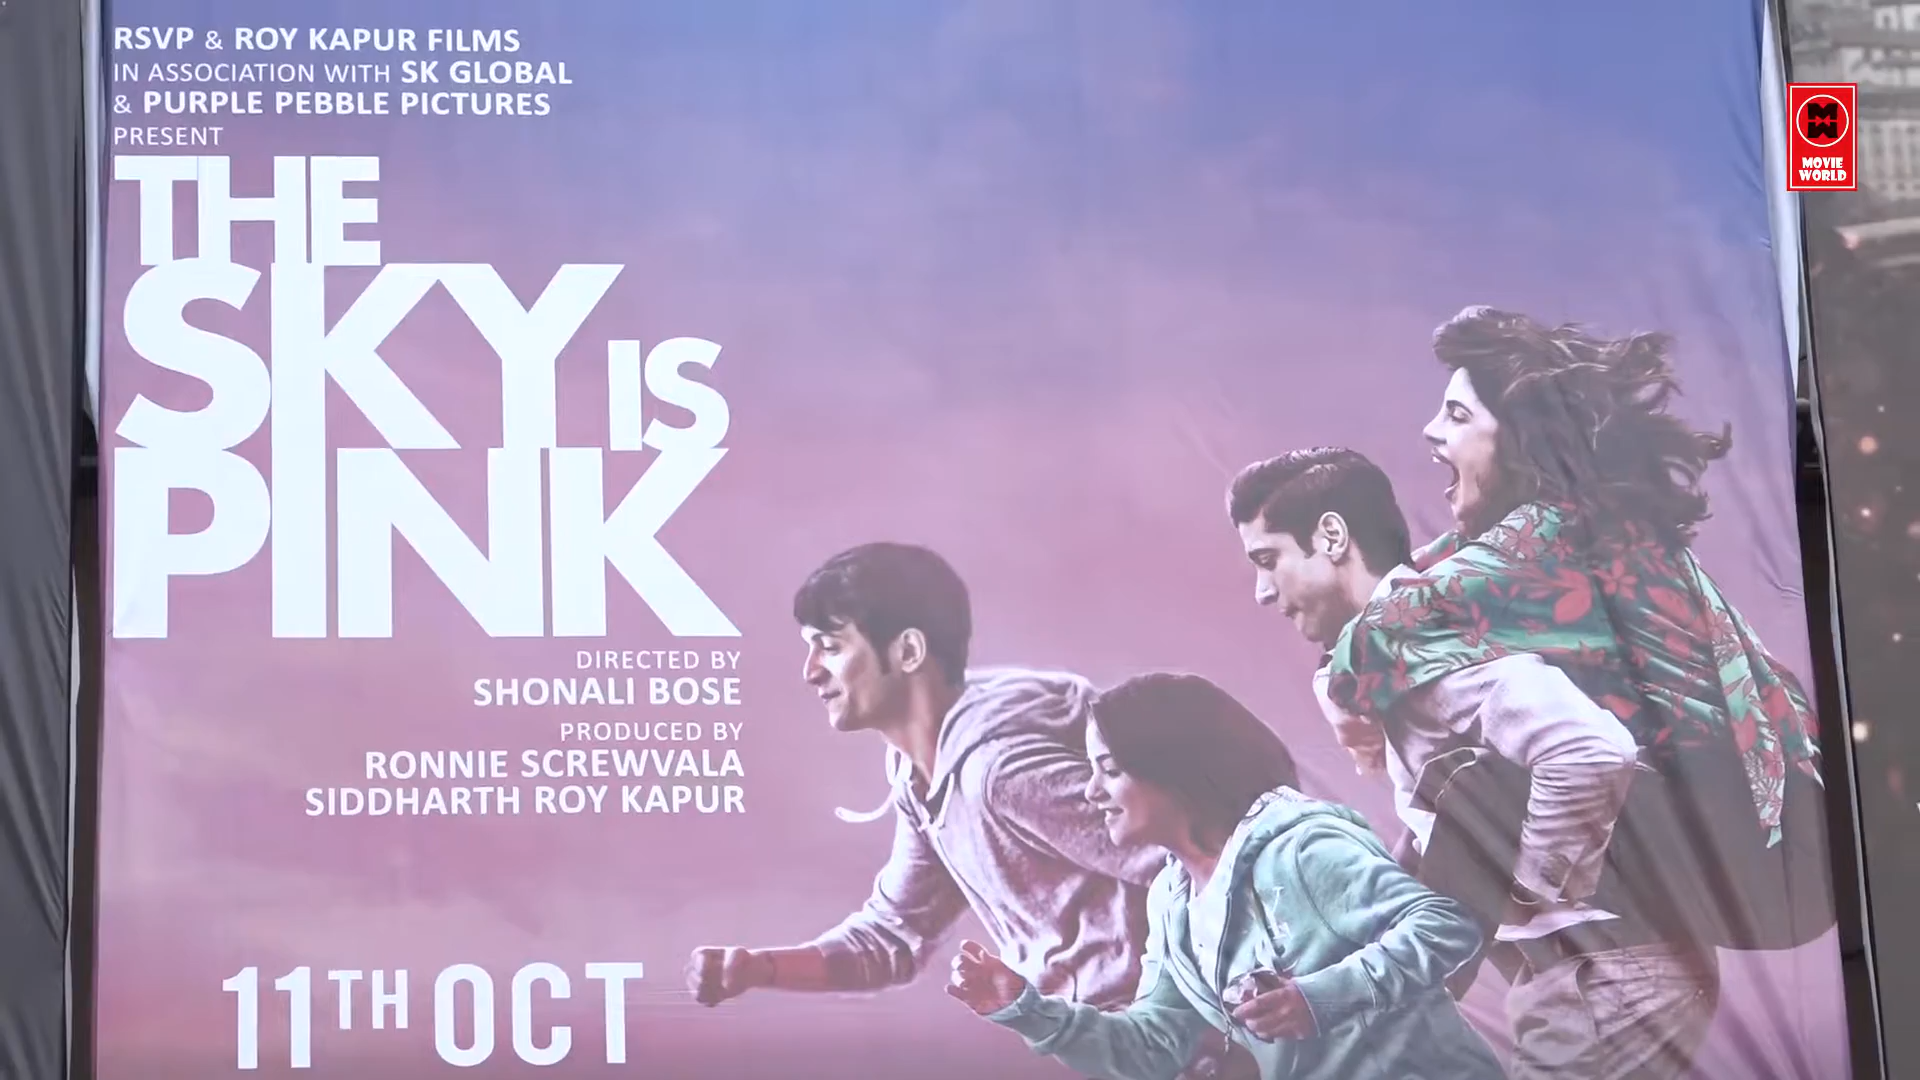 RSVP & ROY KAPUR FILMS
IN ASSOCIATION WITH SK GLOBAL
& PURPLE PEBBLE PICTURES
PRESENT
THE
SKY IS
PINK
DIRECTED BY
SHONALI BOSE
PRODUCED BY
RONNIE SCREWVALA
SIDDHARTH ROY KAPUR
11TH OCT
MOVIE
WORLD